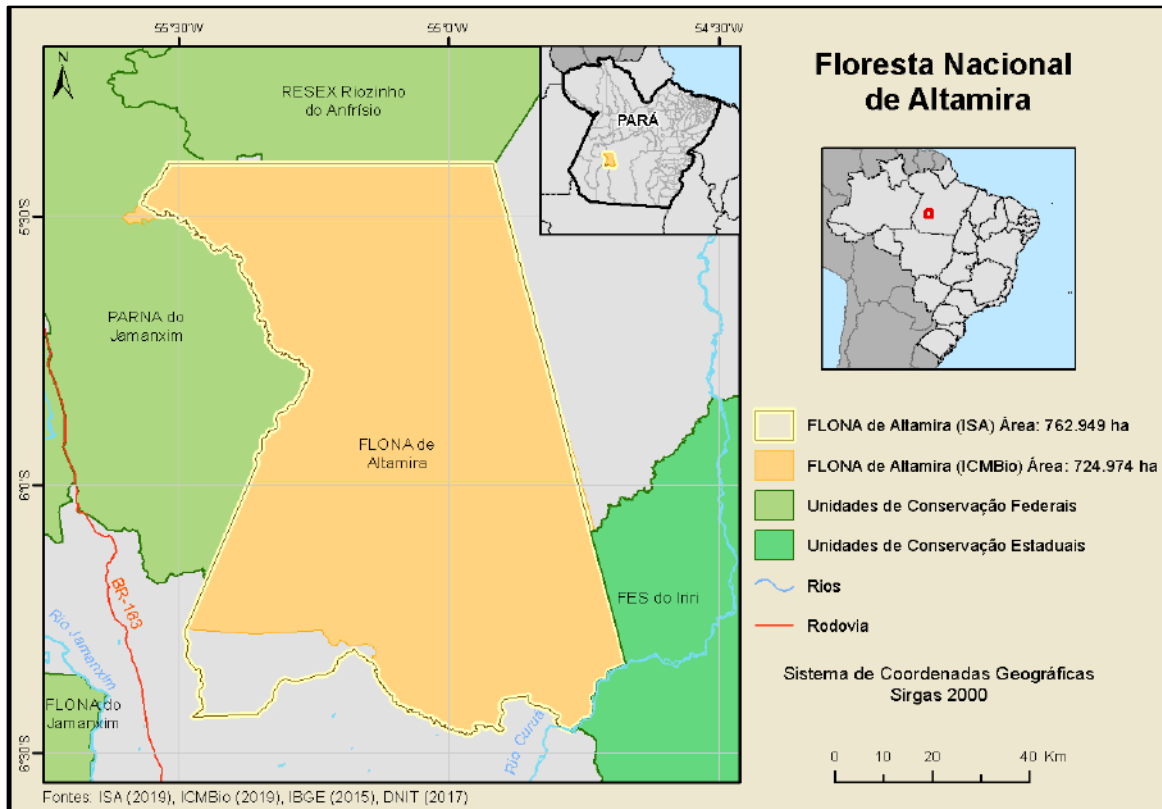 55°30'W
55°0'W
54°30'W
N
RESEX Riozinho
do Anfrísio
PARÁ
5°30'S
PARNA do
Jamanxim
FLONA de
Altamira
6°0'S
BR-163
Rio Jamanxim
FES do Iriri
FLONA do
Jamanxim
Rio Curuá
6°30'S
Fontes: ISA (2019), ICMBio (2019), IBGE (2015), DNIT (2017)
Floresta Nacional
de Altamira
FLONA de Altamira (ISA) Área: 762.949 ha
FLONA de Altamira (ICMBio) Área: 724.974 ha
Unidades de Conservação Federais
Unidades de Conservação Estaduais
Rios
Rodovia
Sistema de Coordenadas Geográficas
Sirgas 2000
0 10 20 40 Km